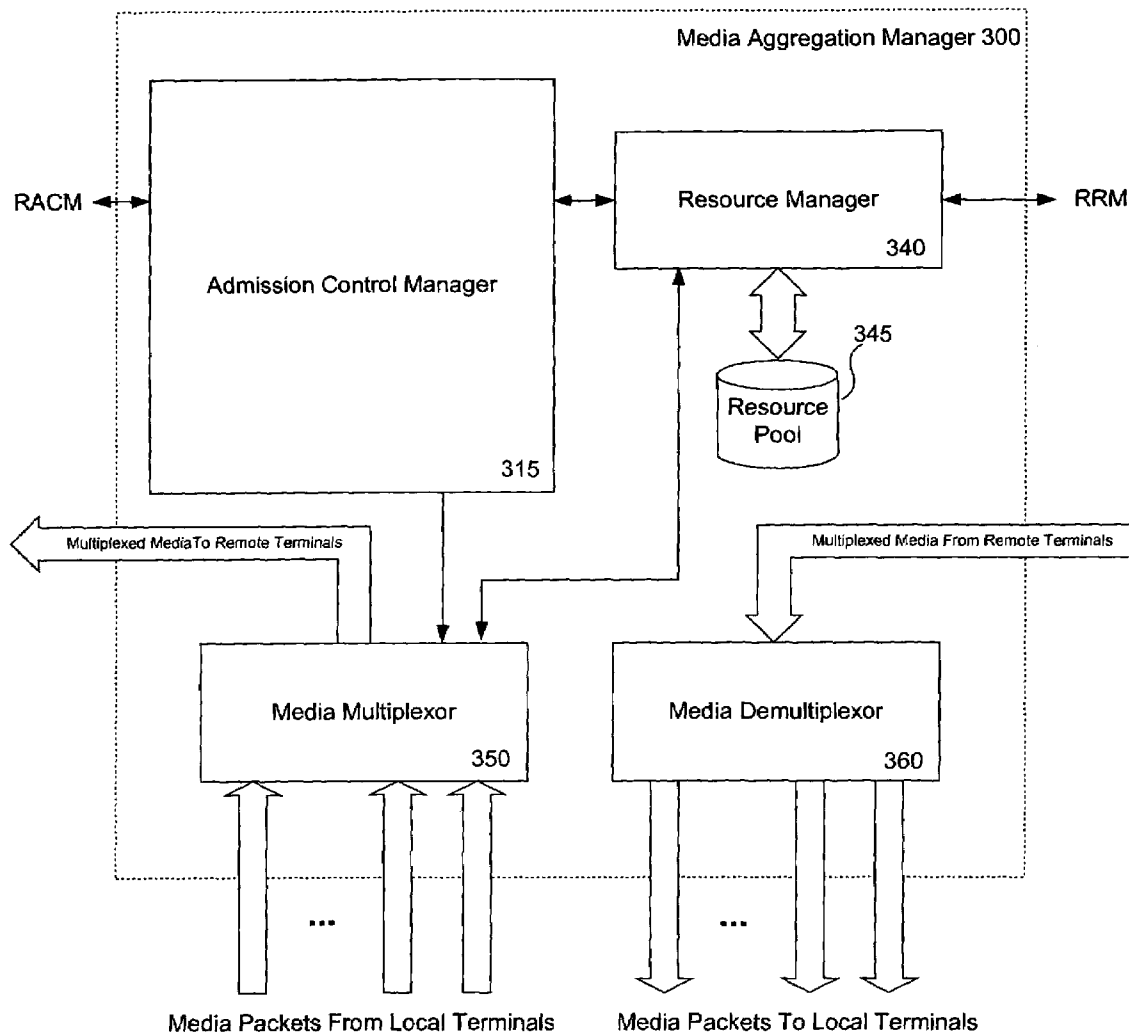 Media Aggregation Manager 300
RACM
Admission Control Manager
315
Resource Manager
340
RRM
345
Resource
Pool
Multiplexed MediaTo Remote Terminals
Multiplexed Media From Remote Terminals
Media Multiplexor
350
Media Demultiplexor
360
...
...
Media Packets From Local Terminals
Media Packets To Local Terminals